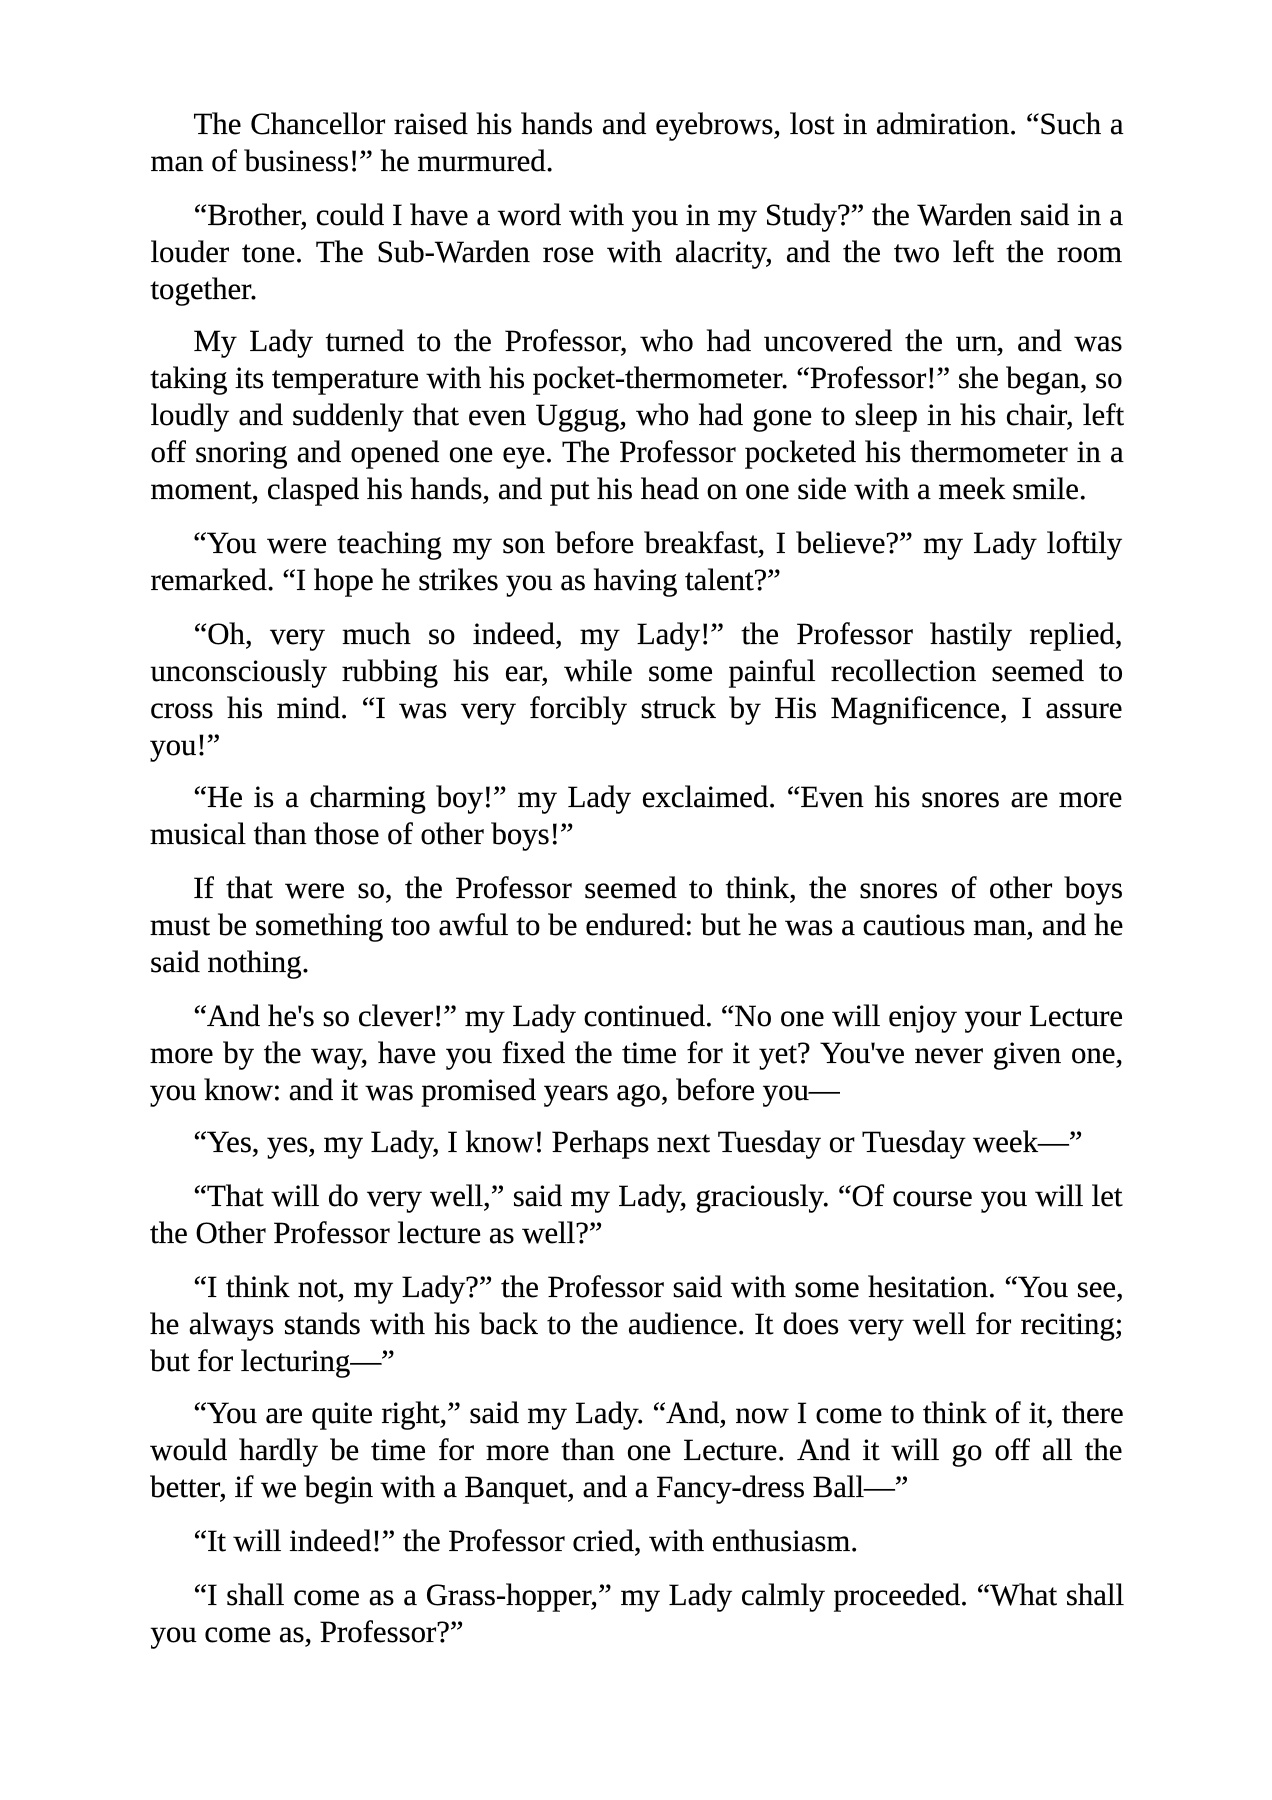 The Chancellor raised his hands and eyebrows, lost in admiration. “Such a
man of business!” he murmured.
“Brother, could I have a word with you in my Study?” the Warden said in a
louder tone. The Sub-Warden rose with alacrity, and the two left the room
together.
My Lady turned to the Professor, who had uncovered the urn, and was
taking its temperature with his pocket-thermometer. “Professor!” she began, so
loudly and suddenly that even Uggug, who had gone to sleep in his chair, left
off snoring and opened one eye. The Professor pocketed his thermometer in a
moment, clasped his hands, and put his head on one side with a meek smile.
“You were teaching my son before breakfast, I believe?” my Lady loftily
remarked. “I hope he strikes you as having talent?”
“Oh, very much so indeed, my Lady!” the Professor hastily replied,
unconsciously rubbing his ear, while some painful recollection seemed to
cross his mind. “I was very forcibly struck by His Magnificence, I assure
you!”
“He is a charming boy!” my Lady exclaimed. “Even his snores are more
musical than those of other boys!”
If that were so, the Professor seemed to think, the snores of other boys
must be something too awful to be endured: but he was a cautious man, and he
said nothing.
“And he's so clever!” my Lady continued. “No one will enjoy your Lecture
more by the way, have you fixed the time for it yet? You've never given one,
you know: and it was promised years ago, before you—
“Yes, yes, my Lady, I know! Perhaps next Tuesday or Tuesday week—”
“That will do very well,” said my Lady, graciously. “Of course you will let
the Other Professor lecture as well?”
“I think not, my Lady?” the Professor said with some hesitation. “You see,
he always stands with his back to the audience. It does very well for reciting;
but for lecturing—”
“You are quite right,” said my Lady. “And, now I come to think of it, there
would hardly be time for more than one Lecture. And it will go off all the
better, if we begin with a Banquet, and a Fancy-dress Ball—”
“It will indeed!” the Professor cried, with enthusiasm.
“I shall come as a Grass-hopper,” my Lady calmly proceeded. “What shall
you come as, Professor?”